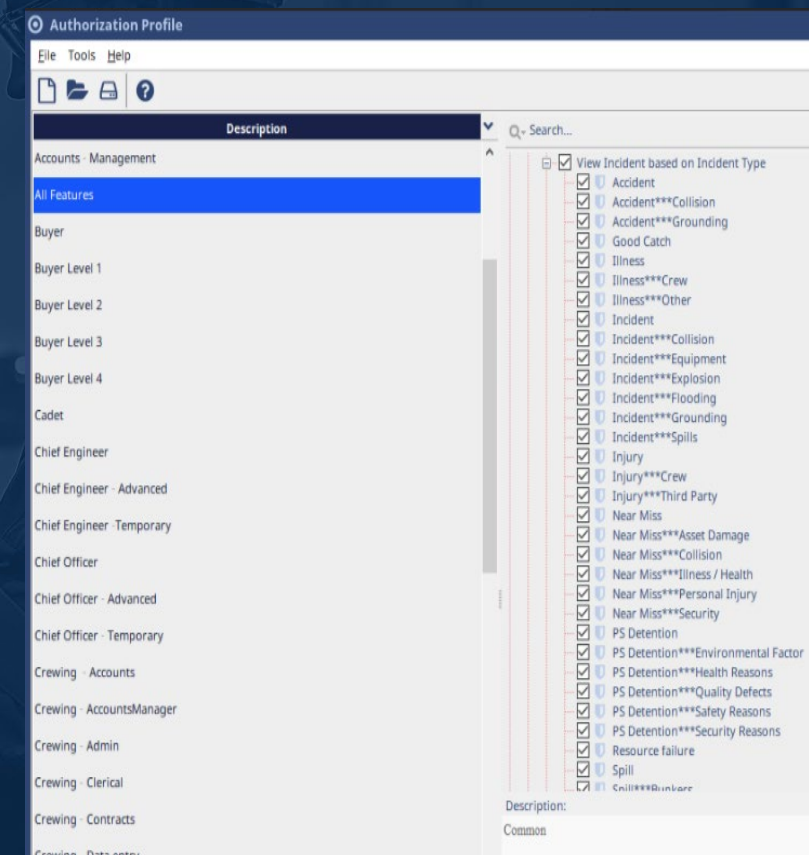 Authorization Profile
File Tools Help
Description
Accounts - Management
All Features
Buyer
Buyer Level 1
Buyer Level 2
Buyer Level 3
Buyer Level 4
Cadet
Chief Engineer
Chief Engineer - Advanced
Chief Engineer -Temporary
Chief Officer
Chief Officer - Advanced
Chief Officer - Temporary
Crewing - Accounts
Crewing - AccountsManager
Crewing - Admin
Crewing - Clerical
Crewing - Contracts
Crewing - Data entry
Search...
View Incident based on Incident Type
Accident
Accident***Collision
Accident***Grounding
Good Catch
Illness
Illness***Crew
Illness***Other
Incident
Incident***Collision
Incident***Equipment
Incident***Explosion
Incident***Flooding
Incident***Grounding
Incident***Spills
Injury
Injury***Crew
Injury***Third Party
Near Miss
Near Miss***Asset Damage
Near Miss***Collision
Near Miss***Illness / Health
Near Miss***Personal Injury
Near Miss***Security
PS Detention
PS Detention***Environmental Factor
PS Detention***Health Reasons
PS Detention***Quality Defects
PS Detention***Safety Reasons
PS Detention***Security Reasons
Resource failure
Spill
Spill***Bunkers
Description:
Common